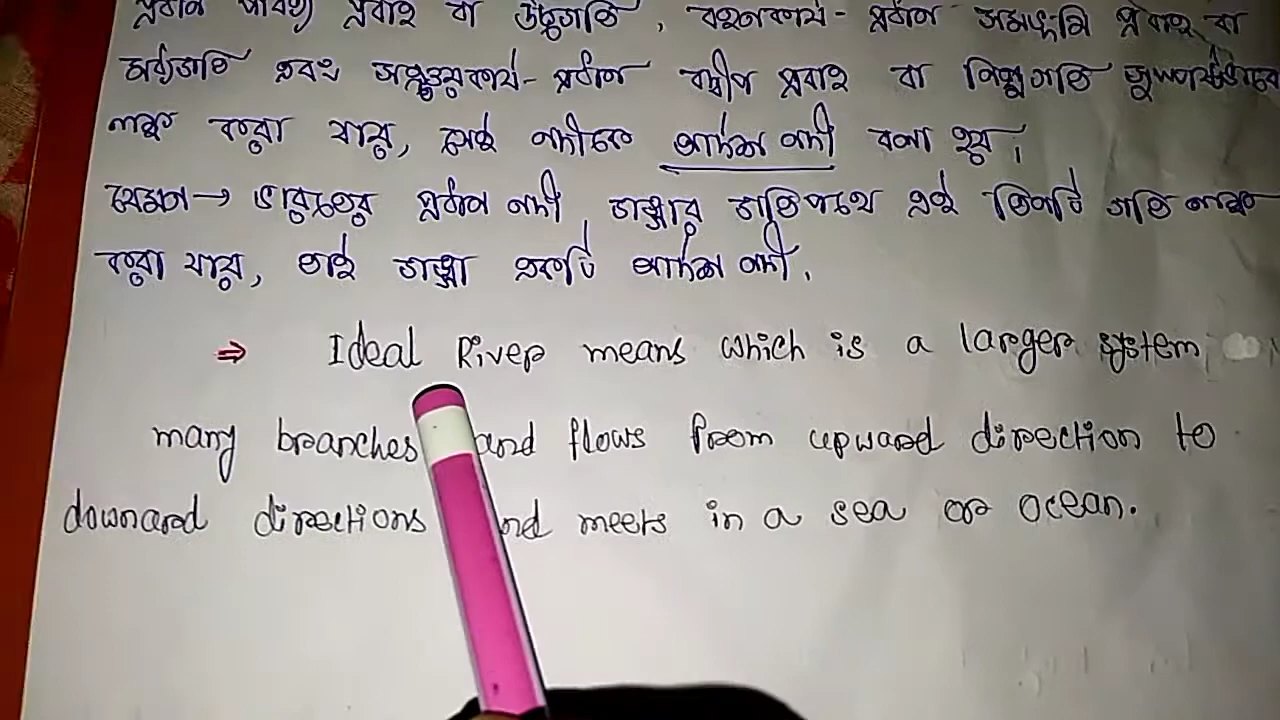 প্রধান পার্বত্য প্রবাহ বা উচ্চগতি, বহনকার্য- প্রধান সমভূমি প্রবাহ বা
মধ্যগতি এবং সঞ্চয়কার্য- প্রধান বদ্বীপ প্রবাহ বা নিম্নগতি
লক্ষ করা যায়, সেই নদীকে আদর্শ নদী বলা হয়।
যেমন→ ভারতের প্রধান নদী গঙ্গার গতিপথে এই তিনটি গতি লক্ষ
করা যায়, তাই গঙ্গা একটি আদর্শ নদী.
⇒ Ideal River means which is a larger system
many branches and flows from upward direction to
downard directions and meets in a sea or ocean.